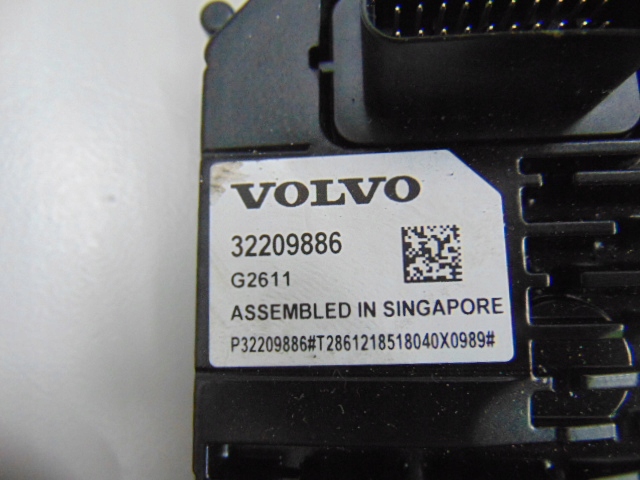 VOLVO
32209886
G2611
ASSEMBLED IN SINGAPORE
P32209886#T2861218518040X0989#